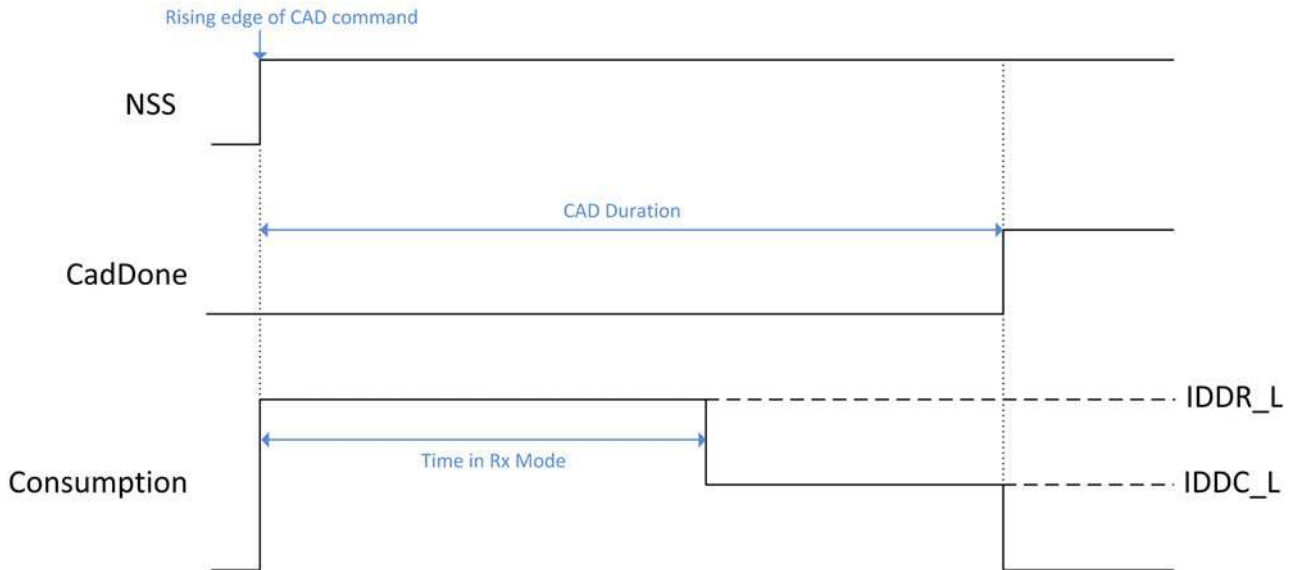 Rising edge of CAD command
NSS
CAD Duration
CadDone
IDDR_L
Time in Rx Mode
Consumption
IDDC_L